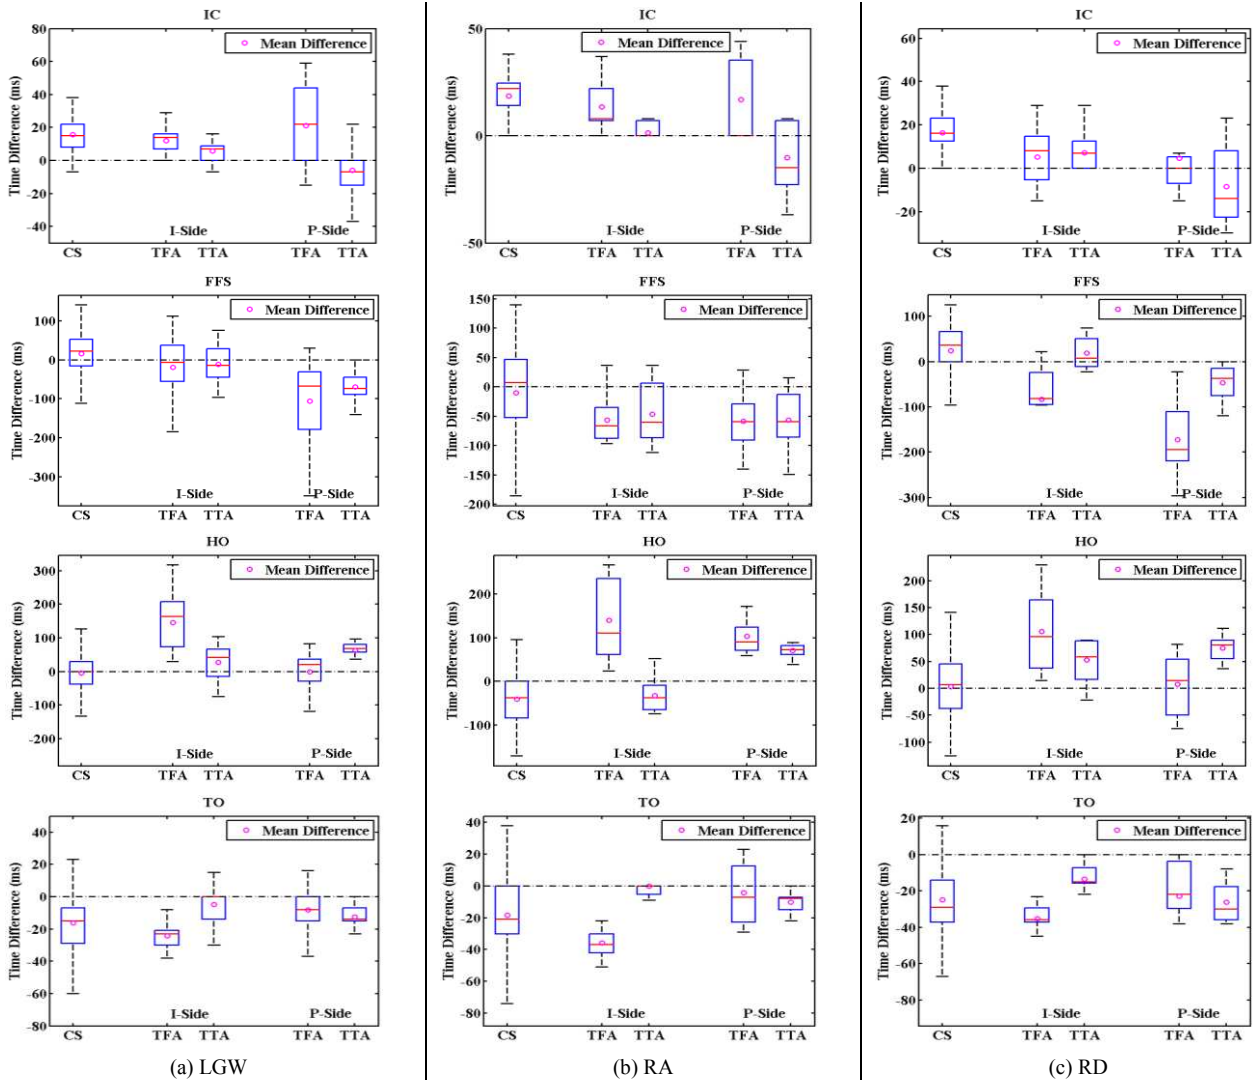 IC
80
60
40
20
0
-20
-40
Time Difference (ms)
Mean Difference
I-Side
P-Side
CS
TFA
TTA
TFA
TTA
FFS
100
0
-100
-200
-300
Time Difference (ms)
Mean Difference
I-Side
P-Side
CS
TFA
TTA
TFA
TTA
HO
300
200
100
0
-100
-200
Time Difference (ms)
Mean Difference
I-Side
P-Side
CS
TFA
TTA
TFA
TTA
TO
40
20
0
-20
-40
-60
-80
Time Difference (ms)
Mean Difference
I-Side
P-Side
CS
TFA
TTA
TFA
TTA
(a) LGW
IC
50
0
-50
Time Difference (ms)
Mean Difference
I-Side
P-Side
CS
TFA
TTA
TFA
TTA
FFS
150
100
50
0
-50
-100
-150
-200
Time Difference (ms)
Mean Difference
I-Side
P-Side
CS
TFA
TTA
TFA
TTA
HO
200
100
0
-100
Time Difference (ms)
Mean Difference
I-Side
P-Side
CS
TFA
TTA
TFA
TTA
TO
40
20
0
-20
-40
-60
-80
Time Difference (ms)
Mean Difference
I-Side
P-Side
CS
TFA
TTA
TFA
TTA
(b) RA
IC
60
40
20
0
-20
Time Difference (ms)
Mean Difference
I-Side
P-Side
CS
TFA
TTA
TFA
TTA
FFS
100
0
-100
-200
-300
Time Difference (ms)
Mean Difference
I-Side
P-Side
CS
TFA
TTA
TFA
TTA
HO
200
150
100
50
0
-50
-100
Time Difference (ms)
Mean Difference
I-Side
P-Side
CS
TFA
TTA
TFA
TTA
TO
20
0
-20
-40
-60
-80
Time Difference (ms)
Mean Difference
I-Side
P-Side
CS
TFA
TTA
TFA
TTA
(c) RD